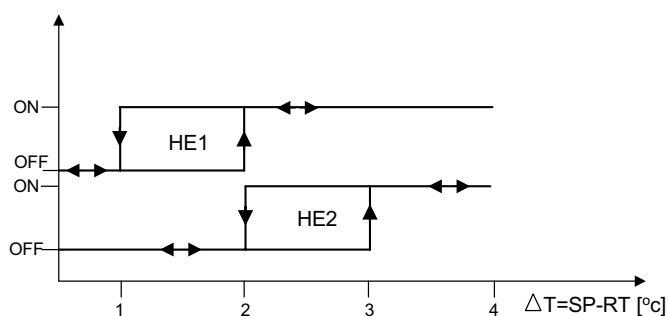 ON
HE1
OFF
ON
HE2
OFF
1 2 3 4 △T=SP-RT [ºc]